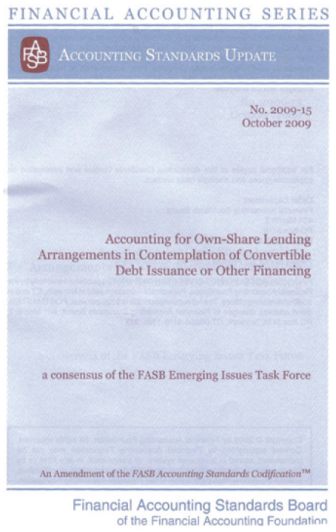 FINANCIAL ACCOUNTING SERIES
FASB
ACCOUNTING STANDARDS UPDATE
No. 2009-15
October 2009
Accounting for Own-Share Lending
Arrangements in Contemplation of Convertible
Debt Issuance or Other Financing
a consensus of the FASB Emerging Issues Task Force
An Amendment of the FASB Accounting Standards Codification™
Financial Accounting Standards Board
of the Financial Accounting Foundation